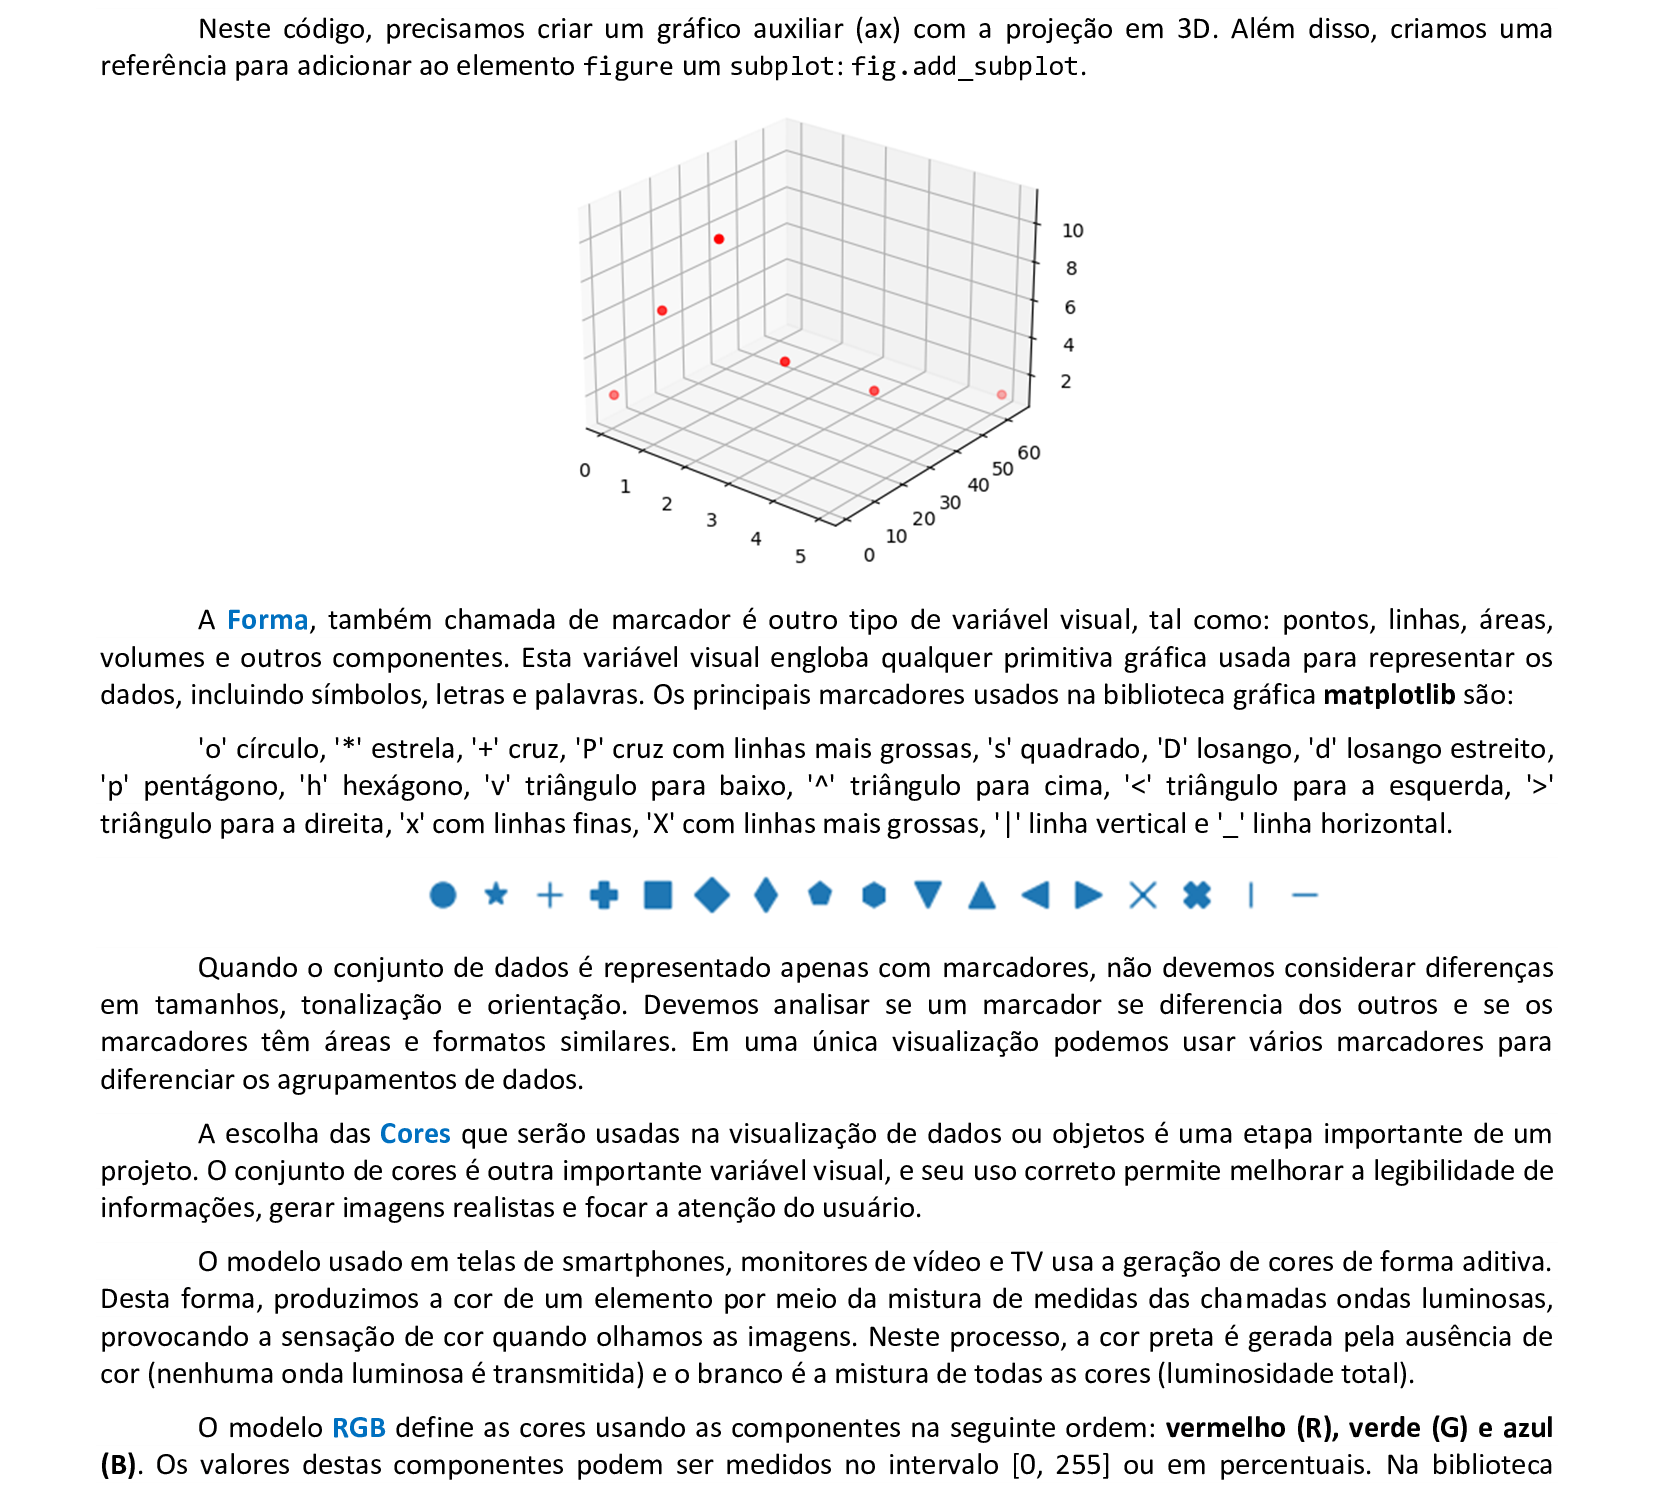 Neste código, precisamos criar um gráfico auxiliar (ax) com a projeção em 3D. Além disso, criamos uma
referência para adicionar ao elemento figure um subplot: fig.add_subplot.
10
8
6
4
2
0
1
2
3
4
5
0
10
20
30
40
50
60
A Forma, também chamada de marcador é outro tipo de variável visual, tal como: pontos, linhas, áreas,
volumes e outros componentes. Esta variável visual engloba qualquer primitiva gráfica usada para representar os
dados, incluindo símbolos, letras e palavras. Os principais marcadores usados na biblioteca gráfica matplotlib são:
'o' círculo, '*' estrela, '+' cruz, 'P' cruz com linhas mais grossas, 's' quadrado, 'D' losango, 'd' losango estreito,
'p' pentágono, 'h' hexágono, 'v' triângulo para baixo, '^' triângulo para cima, '<' triângulo para a esquerda, '>'
triângulo para a direita, 'x' com linhas finas, 'X' com linhas mais grossas, '|' linha vertical e '_' linha horizontal.
Quando o conjunto de dados é representado apenas com marcadores, não devemos considerar diferenças
em tamanhos, tonalização e orientação. Devemos analisar se um marcador se diferencia dos outros e se os
marcadores têm áreas e formatos similares. Em uma única visualização podemos usar vários marcadores para
diferenciar os agrupamentos de dados.
A escolha das Cores que serão usadas na visualização de dados ou objetos é uma etapa importante de um
projeto. O conjunto de cores é outra importante variável visual, e seu uso correto permite melhorar a legibilidade de
informações, gerar imagens realistas e focar a atenção do usuário.
O modelo usado em telas de smartphones, monitores de vídeo e TV usa a geração de cores de forma aditiva.
Desta forma, produzimos a cor de um elemento por meio da mistura de medidas das chamadas ondas luminosas,
provocando a sensação de cor quando olhamos as imagens. Neste processo, a cor preta é gerada pela ausência de
cor (nenhuma onda luminosa é transmitida) e o branco é a mistura de todas as cores (luminosidade total).
O modelo RGB define as cores usando as componentes na seguinte ordem: vermelho (R), verde (G) e azul
(B). Os valores destas componentes podem ser medidos no intervalo [0, 255] ou em percentuais. Na biblioteca